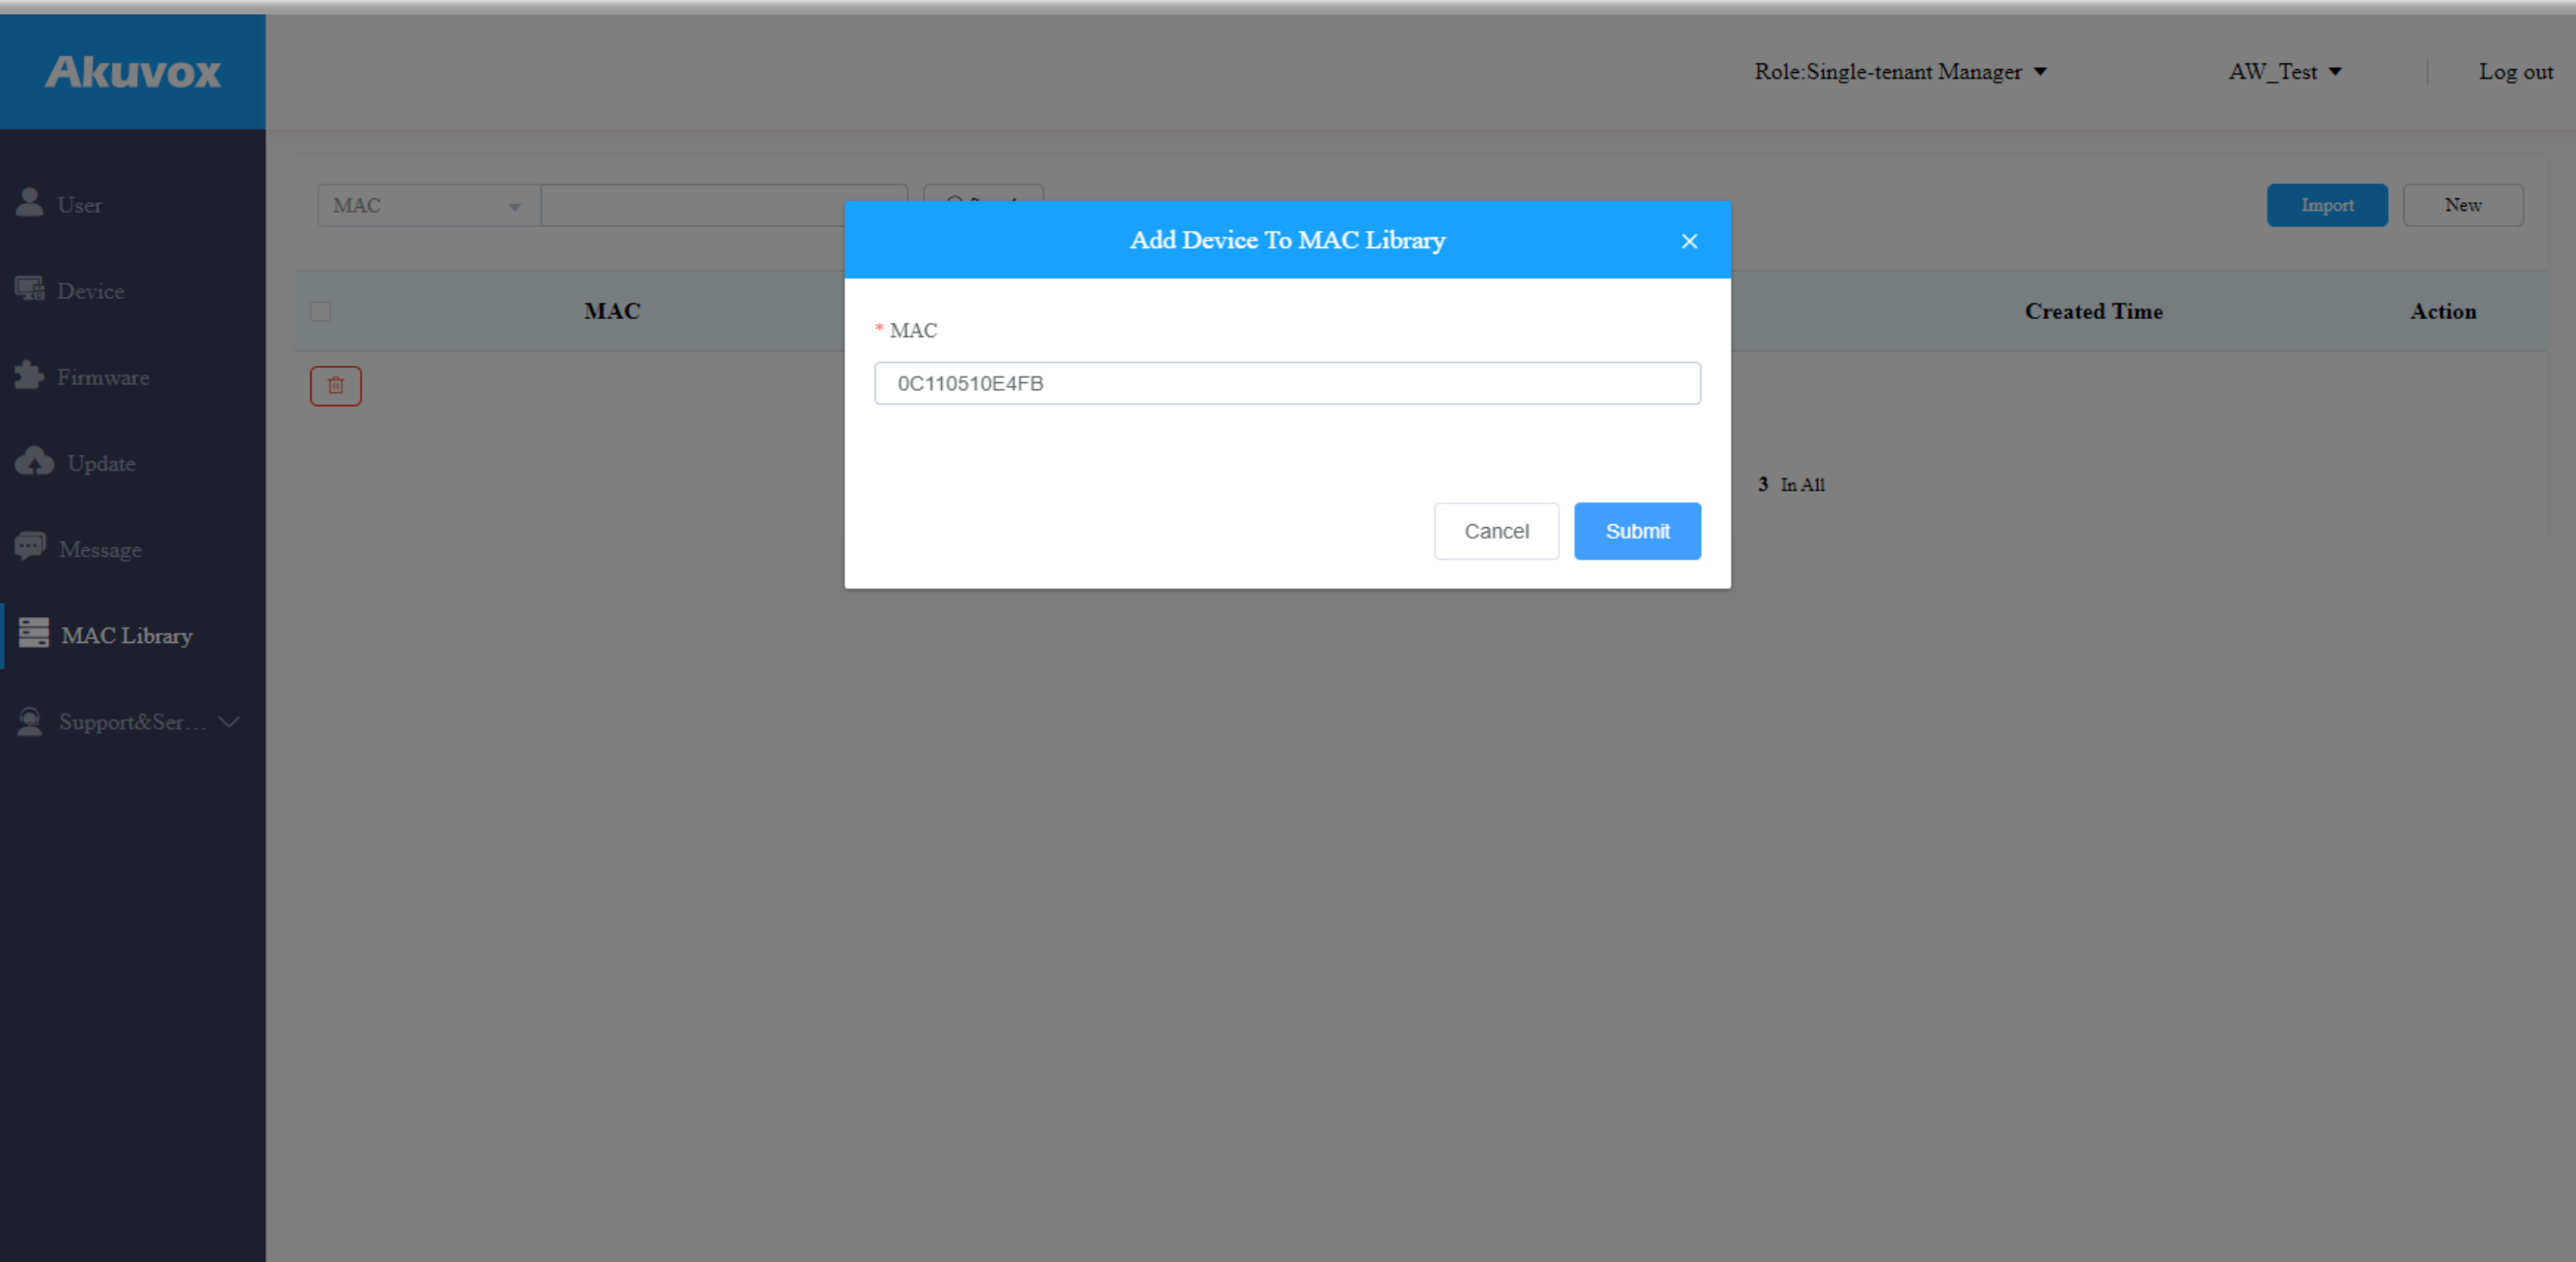 Akuvox
Role:Single-tenant Manager
AW_Test
Log out
User
Device
Firmware
Update
Message
MAC Library
Support&Ser...
MAC
Import
New
MAC
Created Time
Action
3 In All
Add Device To MAC Library
* MAC
0C110510E4FB
Cancel
Submit